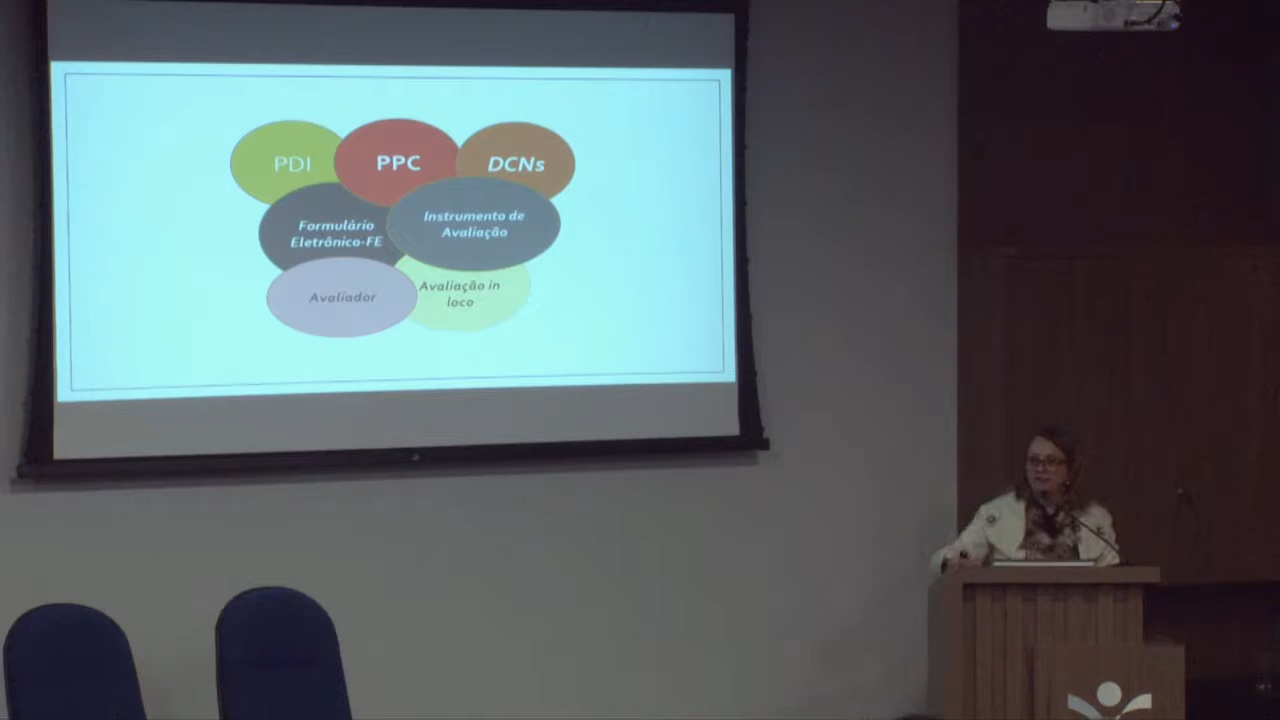 PDI
PPC
DCNs
Formulário
Eletrônico-FE
Instrumento de
Avaliação
Avaliador
Avaliação in
loco